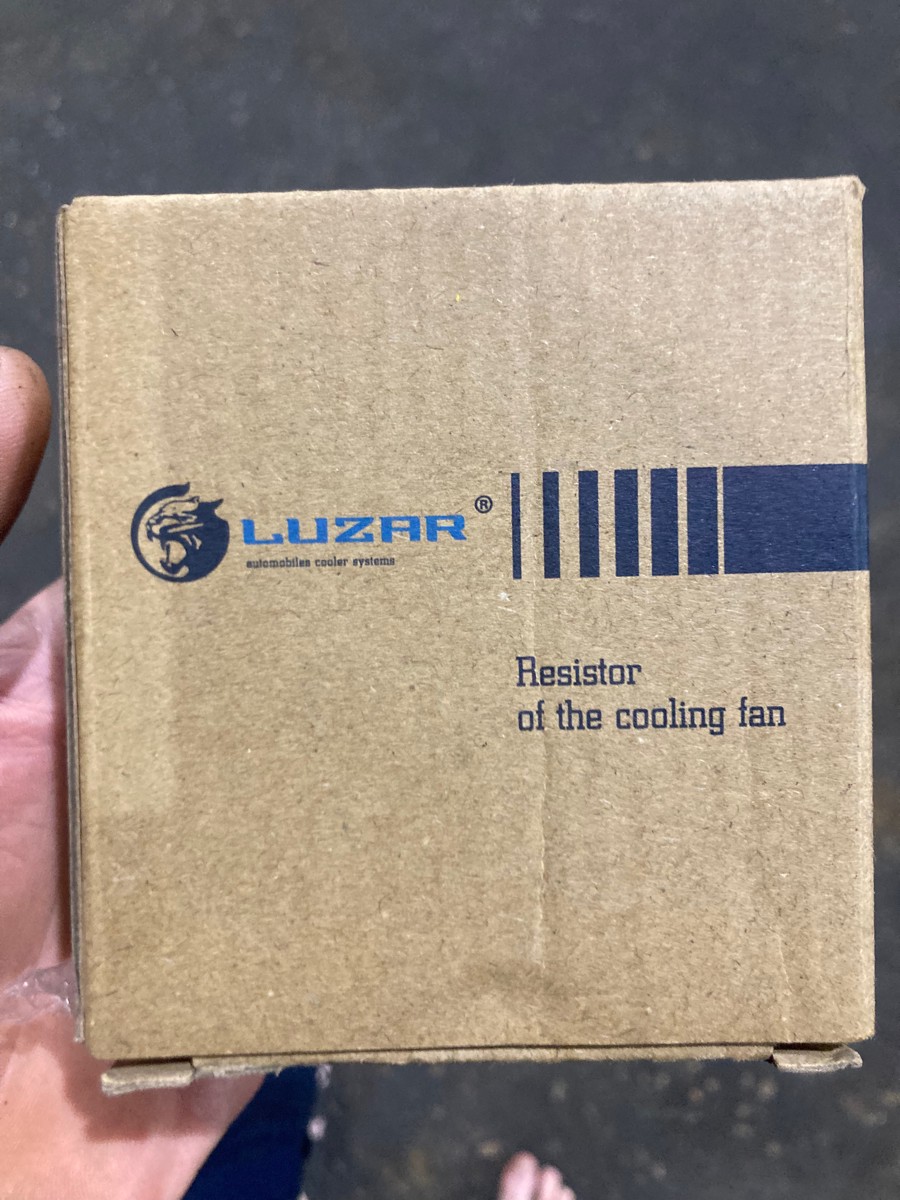 LUZAR®
automobiles cooler systems
Resistor
of the cooling fan